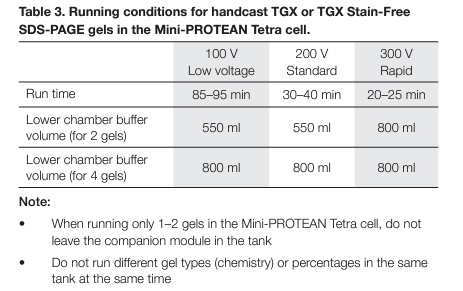 Table 3. Running conditions for handcast TGX or TGX Stain-Free
SDS-PAGE gels in the Mini-PROTEAN Tetra cell.
100 V 200 V 300 V
Low voltage Standard Rapid
Run time 85–95 min 30–40 min 20–25 min
Lower chamber buffer
volume (for 2 gels) 550 ml 550 ml 800 ml
Lower chamber buffer
volume (for 4 gels) 800 ml 800 ml 800 ml
Note:
• When running only 1–2 gels in the Mini-PROTEAN Tetra cell, do not
leave the companion module in the tank
• Do not run different gel types (chemistry) or percentages in the same
tank at the same time